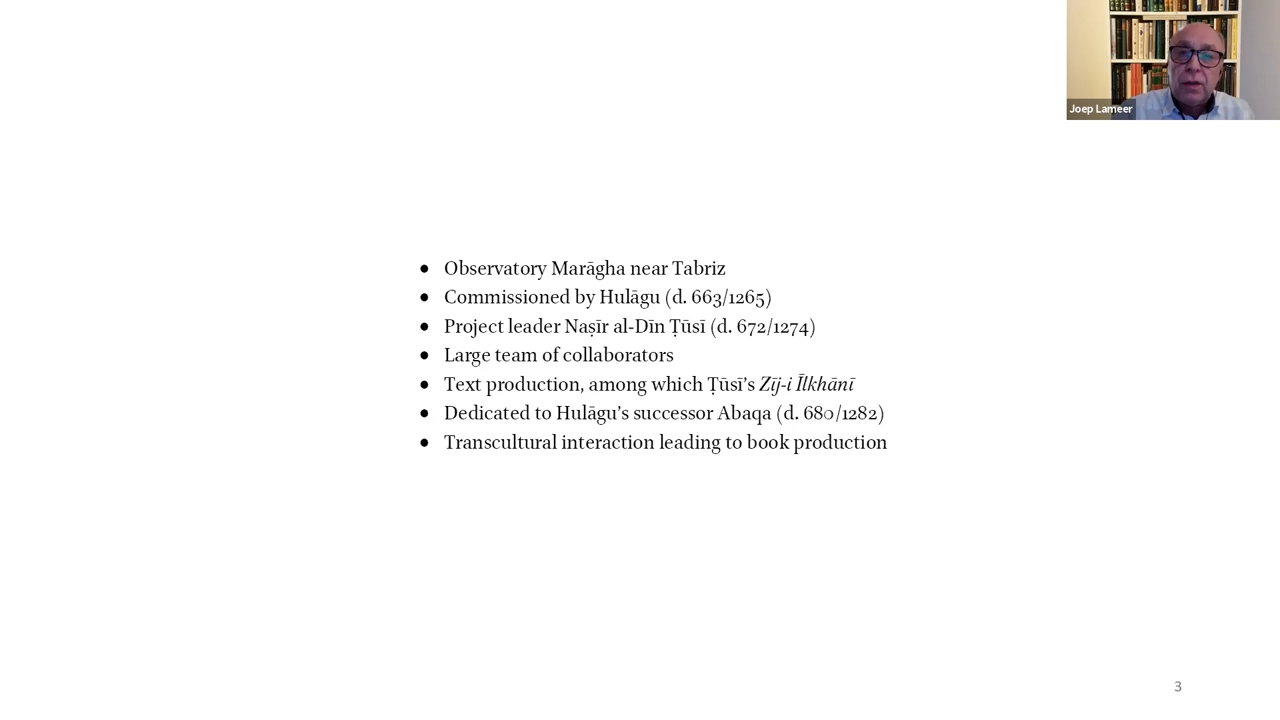 Joep Lameer
● Observatory Marāgha near Tabriz
● Commissioned by Hulāgu (d. 663/1265)
● Project leader Naṣīr al-Dīn Ṭūsī (d. 672/1274)
● Large team of collaborators
● Text production, among which Ṭūsī’s Zīj-i Īlkhānī
● Dedicated to Hulāgu’s successor Abaqa (d. 680/1282)
● Transcultural interaction leading to book production
3